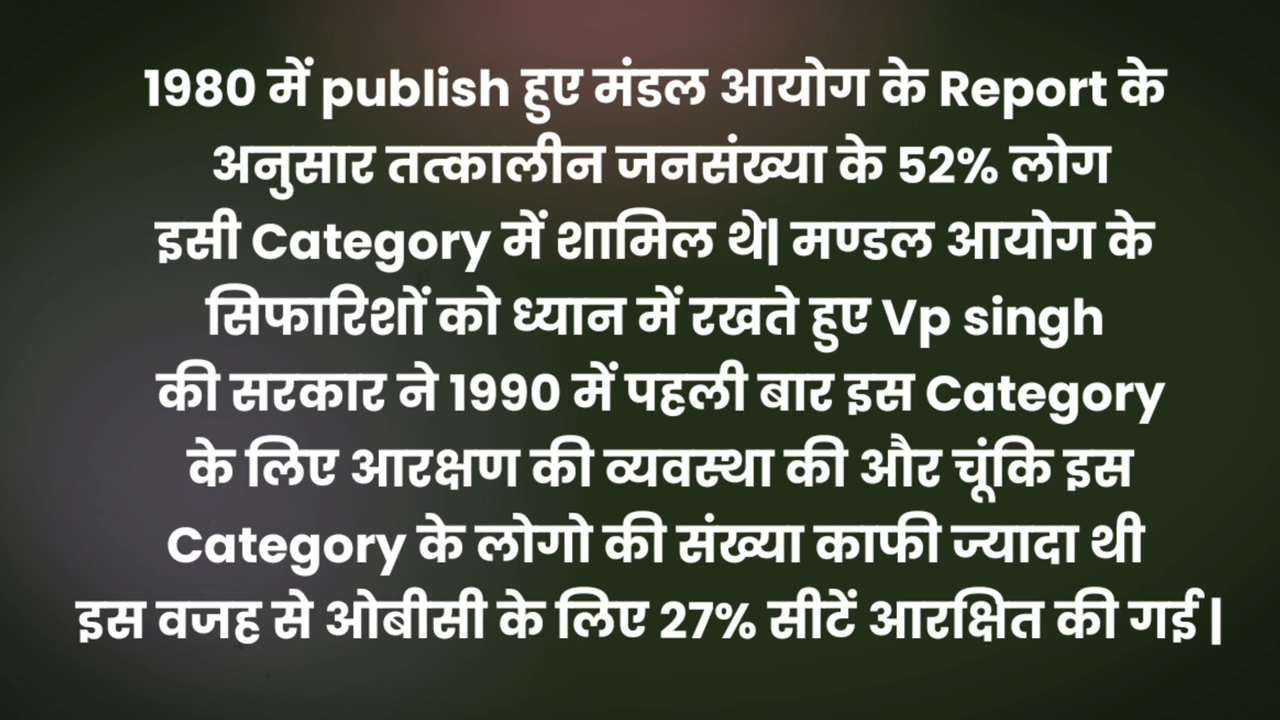 1980 में publish हुए मंडल आयोग के Report के
अनुसार तत्कालीन जनसंख्या के 52% लोग
इसी Category में शामिल थे| मण्डल आयोग के
सिफारिशों को ध्यान में रखते हुए Vp singh
की सरकार ने 1990 में पहली बार इस Category
के लिए आरक्षण की व्यवस्था की और चूंकि इस
Category के लोगो की संख्या काफी ज्यादा थी
इस वजह से ओबीसी के लिए 27% सीटें आरक्षित की गई |